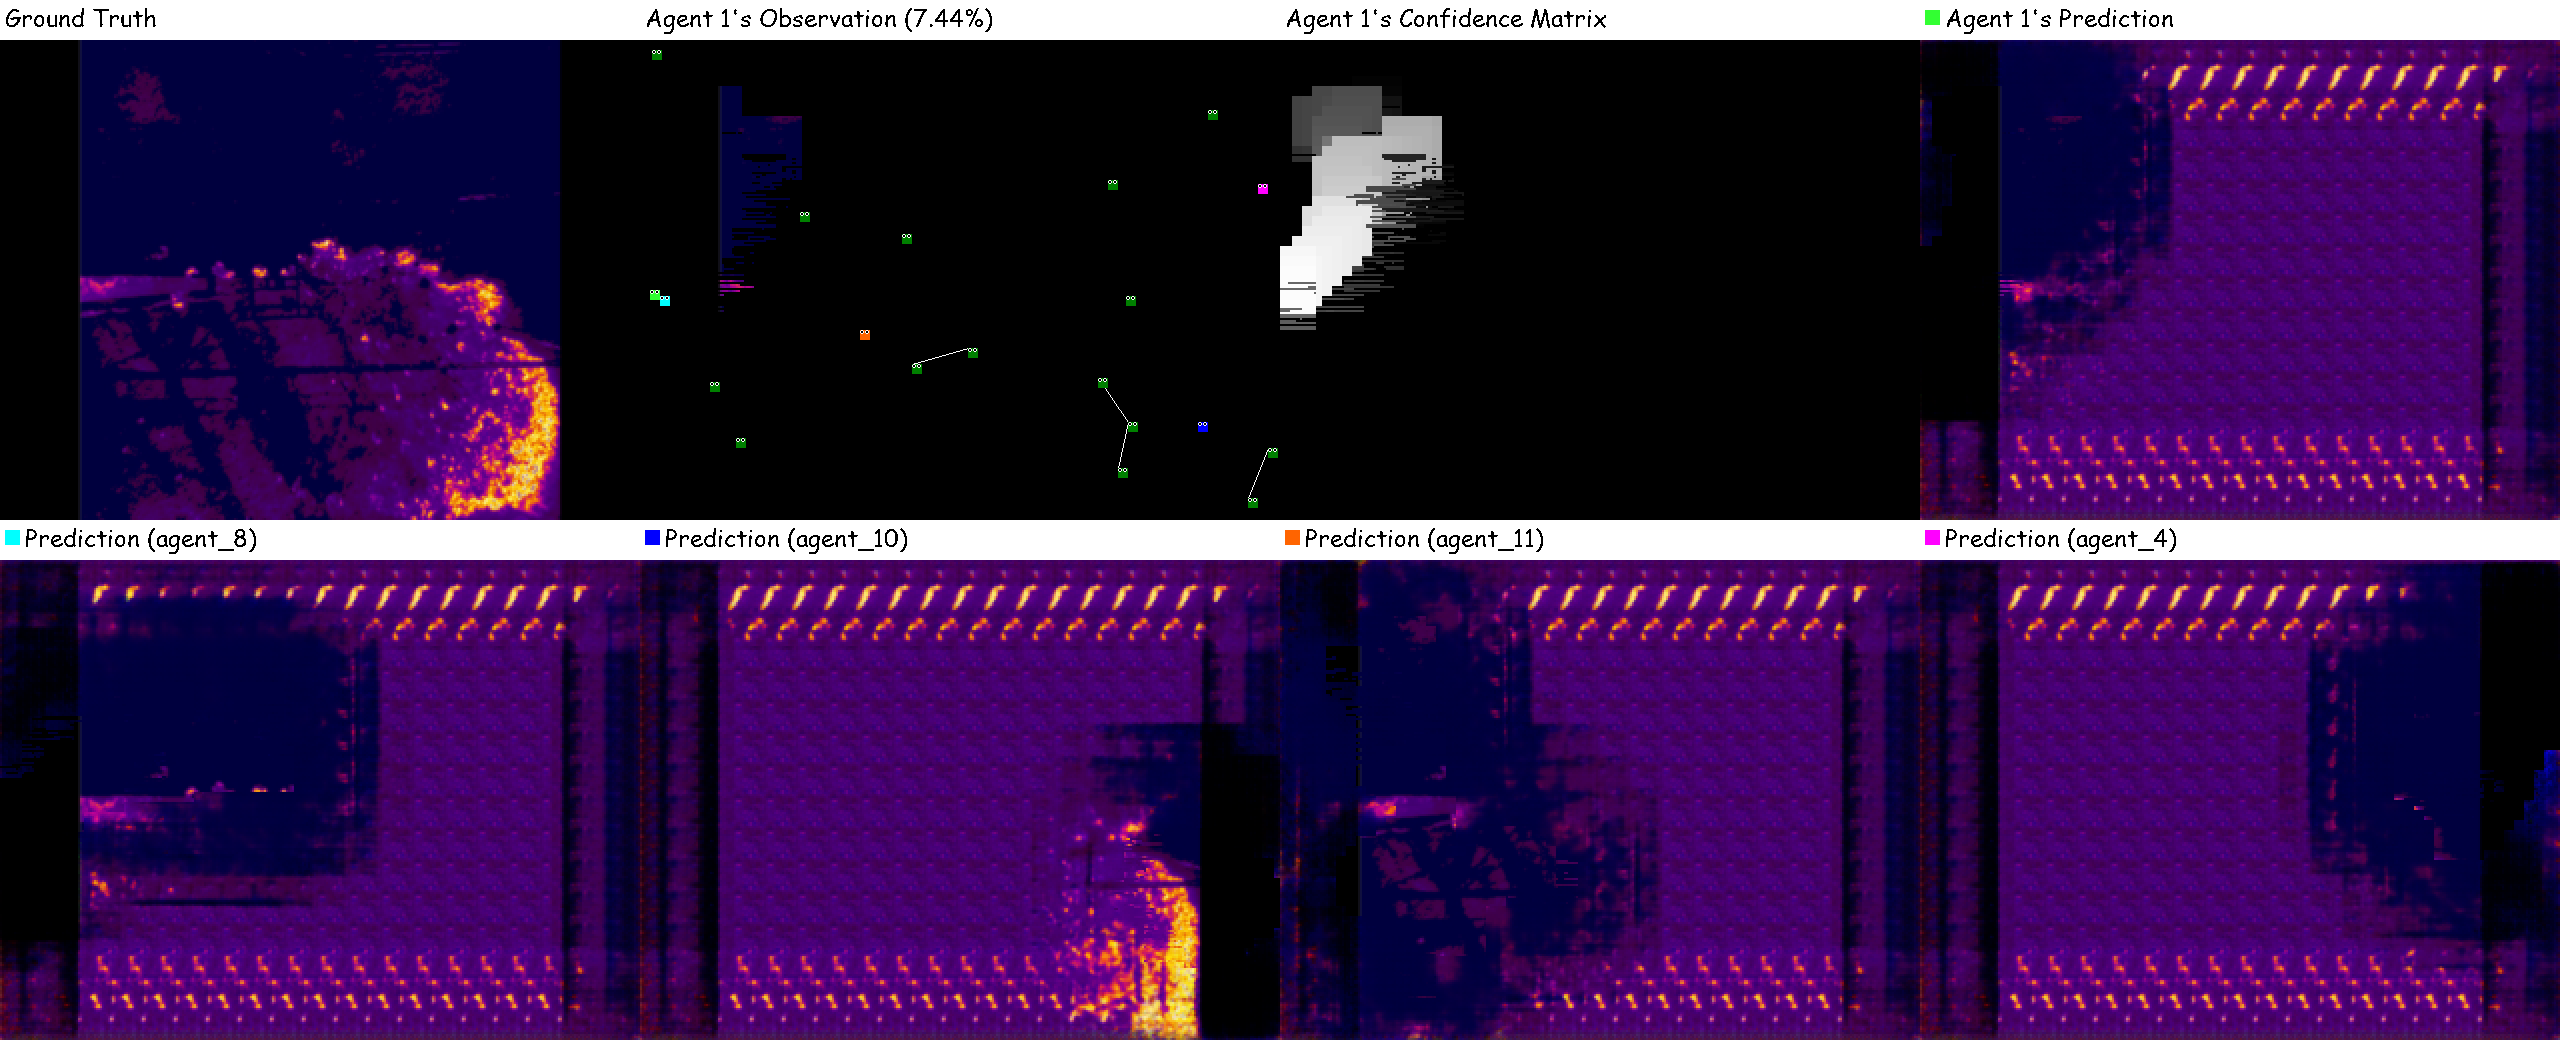 Ground Truth
Agent 1's Observation (7.44%)
Agent 1's Confidence Matrix
Agent 1's Prediction
Prediction (agent_8)
Prediction (agent_10)
Prediction (agent_11)
Prediction (agent_4)